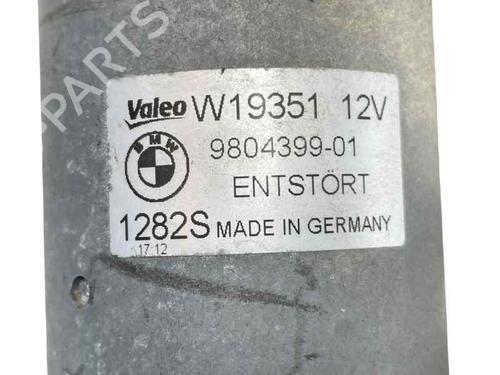 PARTS
Valeo W19351 12V
BMW
9804399-01
ENTSTÖRT
1282S MADE IN GERMANY
17:12